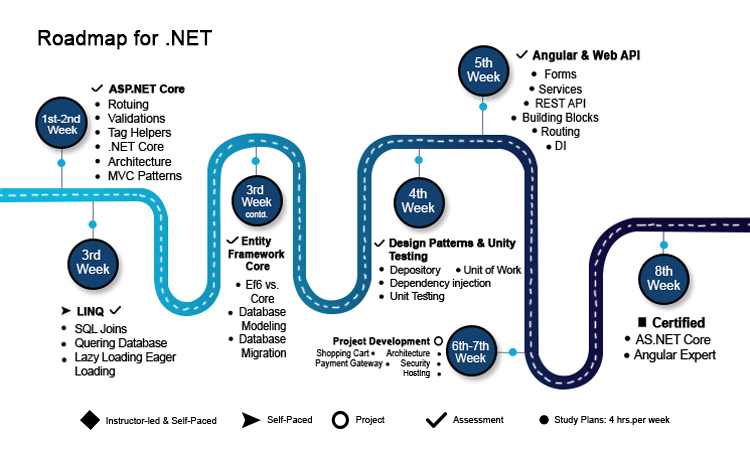 Roadmap for .NET
1st-2nd
Week
ASP.NET Core
Rotuing
Validations
Tag Helpers
.NET Core
Architecture
MVC Patterns
3rd
Week
LINQ
SQL Joins
Quering Database
Lazy Loading Eager
Loading
3rd
Week
contd.
Entity
Framework
Core
Ef6 vs.
Core
Database
Modeling
Database
Migration
4th
Week
Design Patterns & Unity
Testing
Depository • Unit of Work
Dependency injection
Unit Testing
5th
Week
Angular & Web API
Forms
Services
REST API
Building Blocks
Routing
DI
6th-7th
Week
Project Development
Shopping Cart • Architecture
Payment Gateway • Security
Hosting
8th
Week
Certified
AS.NET Core
Angular Expert
Instructor-led & Self-Paced
Self-Paced
Project
Assessment
Study Plans: 4 hrs.per week